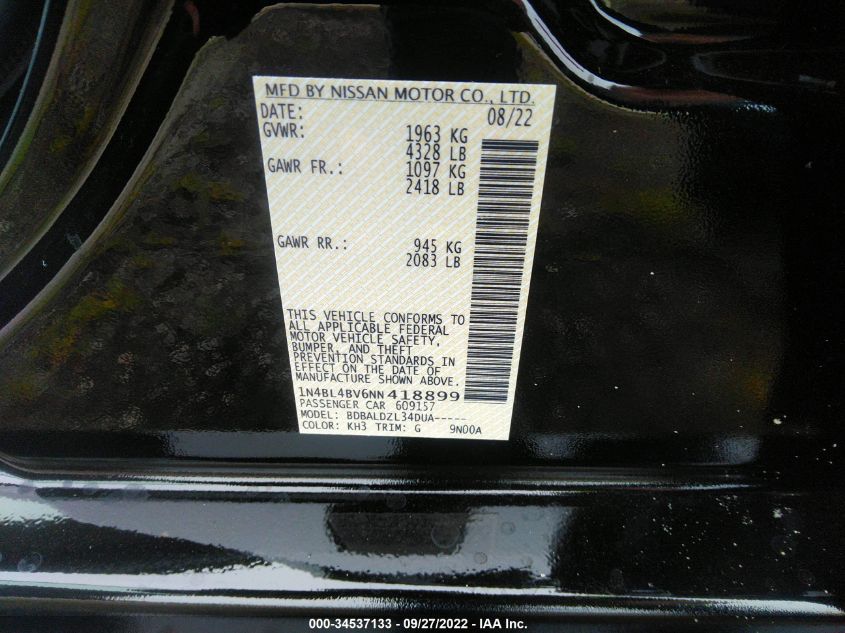 MFD BY NISSAN MOTOR CO., LTD.
DATE: 08/22
GVWR: 1963 KG
4328 LB
GAWR FR.: 1097 KG
2418 LB
GAWR RR.: 945 KG
2083 LB
THIS VEHICLE CONFORMS TO
ALL APPLICABLE FEDERAL
MOTOR VEHICLE SAFETY,
BUMPER, AND THEFT
PREVENTION STANDARDS IN
EFFECT ON THE DATE OF
MANUFACTURE SHOWN ABOVE.
1N4BL4BV6NN418899
PASSENGER CAR 609157
MODEL: BDBALDZL34DUA-----
COLOR: KH3 TRIM: G 9N00A
000-34537133 - 09/27/2022 - IAA Inc.